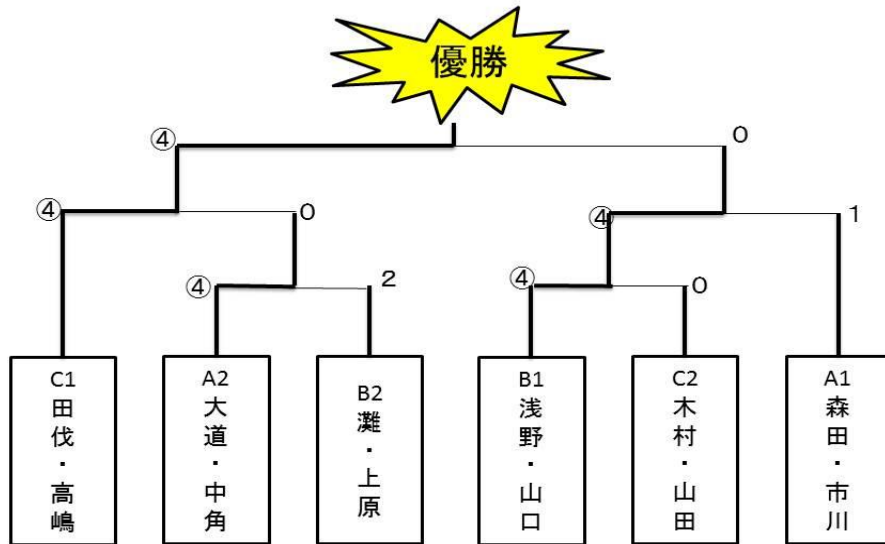 優勝
④
0
④
0
④
1
④
2
④
0
C1
田伐・高嶋
A2
大道・中角
B2
灘・上原
B1
浅野・山口
C2
木村・山田
A1
森田・市川